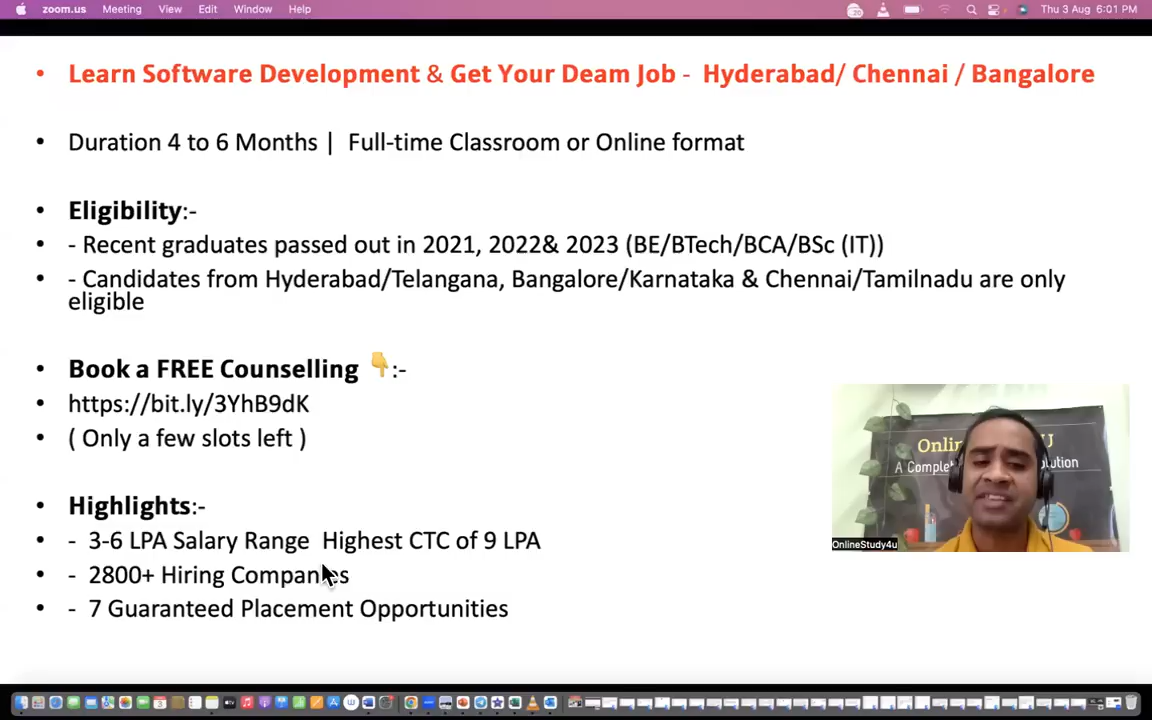 zoom.us Meeting View Edit Window Help Thu 3 Aug 6:01 PM
• Learn Software Development & Get Your Deam Job - Hyderabad/ Chennai / Bangalore
• Duration 4 to 6 Months | Full-time Classroom or Online format
• Eligibility:-
• - Recent graduates passed out in 2021, 2022& 2023 (BE/BTech/BCA/BSc (IT))
• - Candidates from Hyderabad/Telangana, Bangalore/Karnataka & Chennai/Tamilnadu are only
eligible
• Book a FREE Counselling 👇:-
• https://bit.ly/3YhB9dK
• ( Only a few slots left )
• Highlights:-
• - 3-6 LPA Salary Range Highest CTC of 9 LPA
• - 2800+ Hiring Companies
• - 7 Guaranteed Placement Opportunities
U
A
OnlineStudy4u